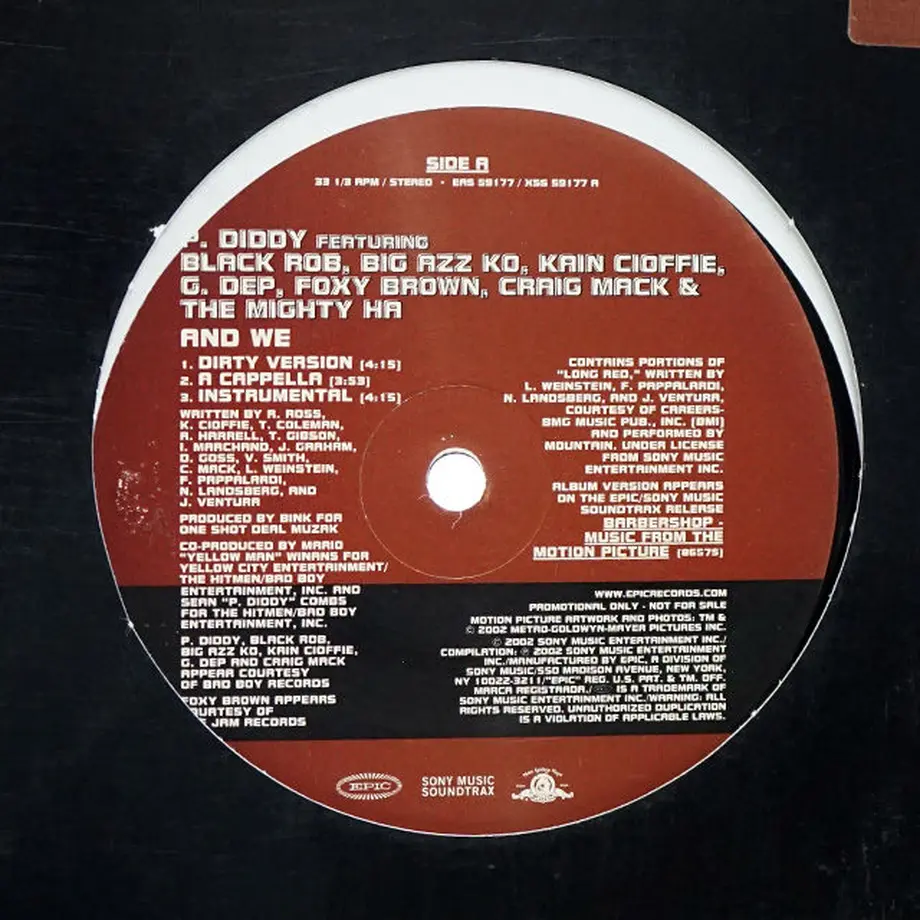 SIDE A
33 1/3 RPM / STEREO • EAS 59177 / XSS 59177 A
P. DIDDY FEATURING
BLACK ROB, BIG AZZ KO, KAIN CIOFFIE,
G. DEP, FOXY BROWN, CRAIG MACK &
THE MIGHTY HA
AND WE
1. DIRTY VERSION (4:15)
2. A CAPPELLA (3:53)
3. INSTRUMENTAL (4:15)
WRITTEN BY R. ROSS,
K. CIOFFIE, T. COLEMAN,
R. HARRELL, T. GIBSON,
I. MARCHAND, J. GRAHAM,
O. GOSS, V. SMITH,
C. MACK, L. WEINSTEIN,
F. PAPPALARDI,
N. LANDSBERG, AND
J. VENTURA
PRODUCED BY BINK FOR
ONE SHOT DEAL MUZAK
CO-PRODUCED BY MARIO
"YELLOW MAN" WINANS FOR
YELLOW CITY ENTERTAINMENT/
THE HITMEN/BAD BOY
ENTERTAINMENT, INC. AND
SEAN "P. DIDDY" COMBS
FOR THE HITMEN/BAD BOY
ENTERTAINMENT, INC.
P. DIDDY, BLACK ROB,
BIG AZZ KO, KAIN CIOFFIE,
G. DEP AND CRAIG MACK
APPEAR COURTESY
OF BAD BOY RECORDS
FOXY BROWN APPEARS
OURTESY OF
JAM RECORDS
CONTAINS PORTIONS OF
"LONG RED," WRITTEN BY
L. WEINSTEIN, F. PAPPALARDI,
N. LANDSBERG, AND J. VENTURA,
COURTESY OF CAREERS-
BMG MUSIC PUB., INC. (BMI)
AND PERFORMED BY
MOUNTAIN. UNDER LICENSE
FROM SONY MUSIC
ENTERTAINMENT INC.
ALBUM VERSION APPEARS
ON THE EPIC/SONY MUSIC
SOUNDTRAX RELEASE
BARBERSHOP -
MUSIC FROM THE
MOTION PICTURE (86575)
WWW.EPICRECORDS.COM
PROMOTIONAL ONLY - NOT FOR SALE
MOTION PICTURE ARTWORK AND PHOTOS: TM &
© 2002 METRO-GOLDWYN-MAYER PICTURES INC.
© 2002 SONY MUSIC ENTERTAINMENT INC./
COMPILATION: ℗ 2002 SONY MUSIC ENTERTAINMENT
INC./MANUFACTURED BY EPIC, A DIVISION OF
SONY MUSIC/550 MADISON AVENUE, NEW YORK,
NY 10022-3211/"EPIC" REG. U.S. PAT. & TM. OFF.
MARCA REGISTRADA./ IS A TRADEMARK OF
SONY MUSIC ENTERTAINMENT INC./WARNING: ALL
RIGHTS RESERVED. UNAUTHORIZED DUPLICATION
IS A VIOLATION OF APPLICABLE LAWS.
EPIC
SONY MUSIC
SOUNDTRAX